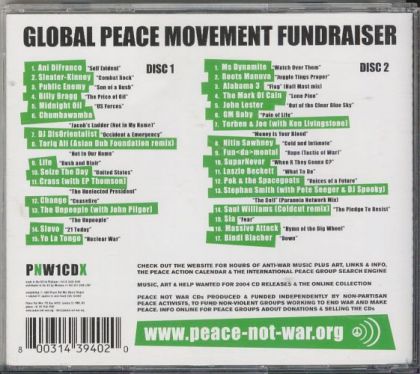 GLOBAL PEACE MOVEMENT FUNDRAISER
DISC 1
1. Ani DiFranco "Self Evident"
2. Sleater-Kinney "Combat Rock"
3. Public Enemy "Son of a Bush"
4. Billy Bragg "The Price of Oil"
5. Midnight Oil "US Forces"
6. Chumbawamba
"Jacob's Ladder (Not in My Name)"
7. DJ DisOrientalist "Occident & Emergency"
8. Tariq Ali (Asian Dub Foundation remix)
"Not In Our Name"
9. Life "Bush and Blair"
10. Seize The Day "United States"
11. Crass (with EP Thomson)
"The Unelected President"
12. Change "Ceasefire"
13. The Unpeople (with John Pilger)
"The Unpeople"
14. Slovo "21 Today"
15. Yo La Tengo "Nuclear War"
DISC 2
1. Ms Dynamite "Watch Over Them"
2. Roots Manuva "Juggle Tings Proper"
3. Alabama 3 "Flag" (Half Mast mix)
4. The Mark Of Cain "Lone Pine"
5. John Lester "Out of the Clear Blue Sky"
6. GM Baby "Pain of Life"
7. Torben & Joe (with Ken Livingstone)
"Money is Your Blood"
8. Nitin Sawhney "Cold and Intimate"
9. Fun-da-mental "Rope (Tactic of War)"
10. SuparNovar "When R They Gonna C?"
11. Laszlo Beckett "What To Do"
12. Pok & the Spacegoats "Voices of a Future"
13. Stephan Smith (with Pete Seeger & DJ Spooky)
"The Bell" (Paranoia Network Mix)
14. Saul Williams (Coldcut remix) "The Pledge To Resist"
15. Sia "Fear"
16. Massive Attack "Hymn of the Big Wheel"
17. Bindi Blacher "Down"
PNW1CDX
CHECK OUT THE WEBSITE FOR HOURS OF ANTI-WAR MUSIC PLUS ART, LINKS & INFO,
THE PEACE ACTION CALENDAR & THE INTERNATIONAL PEACE GROUP SEARCH ENGINE
MUSIC, ART & HELP WANTED FOR 2004 CD RELEASES & THE ONLINE COLLECTION
PEACE NOT WAR CDs PRODUCED & FUNDED INDEPENDENTLY BY NON-PARTISAN
PEACE ACTIVISTS, TO FUND NON-VIOLENT GROUPS WORKING TO END WAR AND MAKE
PEACE. INFO ONLINE FOR PEACE GROUPS ABOUT DONATIONS & SELLING THE CDS
www.peace-not-war.org
8 00314 39402 0